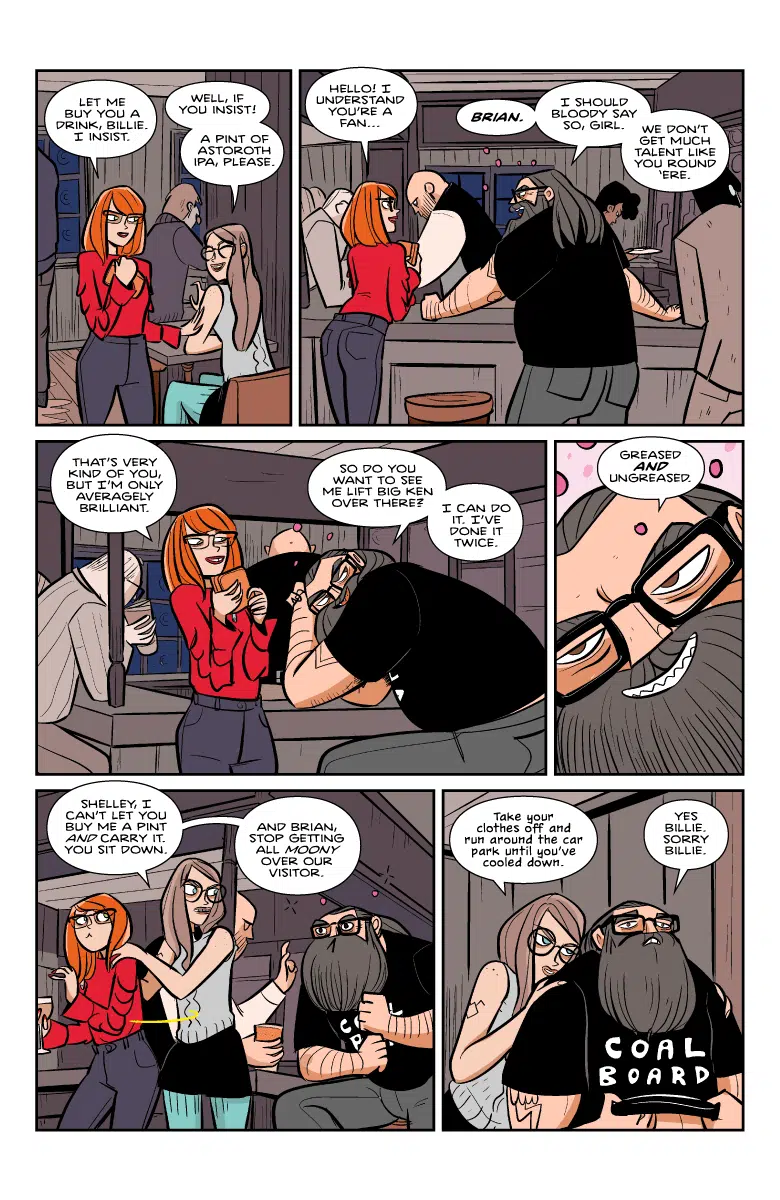 LET ME
BUY YOU A
DRINK, BILLIE.
I INSIST.
WELL, IF
YOU INSIST!
A PINT OF
ASTOROTH
IPA, PLEASE.
HELLO! I
UNDERSTAND
YOU'RE A
FAN...
BRIAN.
I SHOULD
BLOODY SAY
SO, GIRL.
WE DON'T
GET MUCH
TALENT LIKE
YOU ROUND
'ERE.
THAT'S VERY
KIND OF YOU,
BUT I'M ONLY
AVERAGELY
BRILLIANT.
SO DO YOU
WANT TO SEE
ME LIFT BIG KEN
OVER THERE?
I CAN DO
IT. I'VE
DONE IT
TWICE.
GREASED
AND
UNGREASED.
SHELLEY, I
CAN'T LET YOU
BUY ME A PINT
AND CARRY IT.
YOU SIT DOWN.
AND BRIAN,
STOP GETTING
ALL MOONY
OVER OUR
VISITOR.
Take your
clothes off and
run around the car
park until you've
cooled down.
YES
BILLIE.
SORRY
BILLIE.
COAL
BOARD